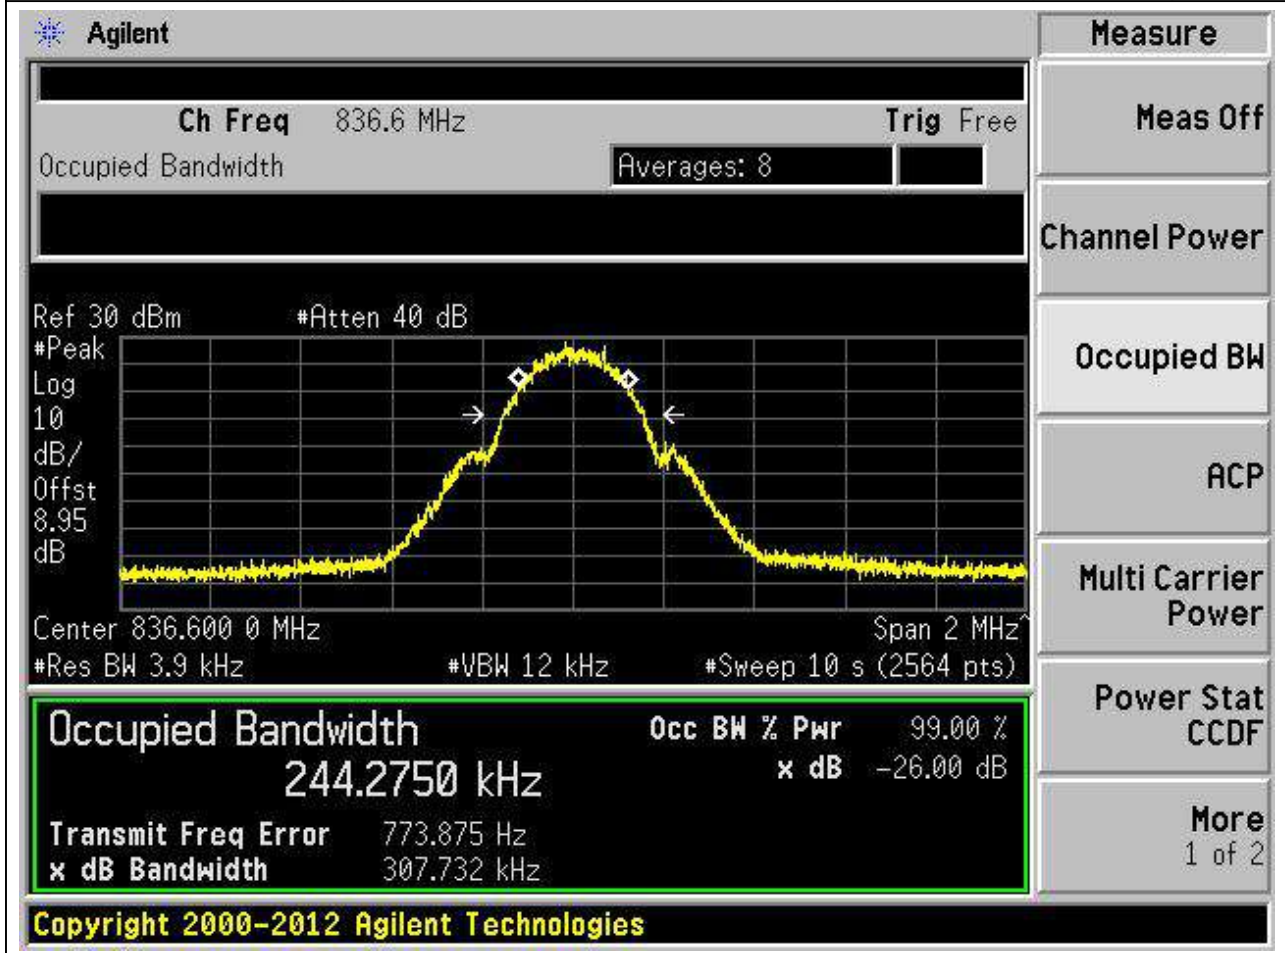 Agilent
Measure
Ch Freq 836.6 MHz Trig Free
Meas Off
Occupied Bandwidth Averages: 8
Channel Power
Ref 30 dBm #Atten 40 dB
#Peak
Log
10
dB/
Offst
8.95
dB
Occupied BW
ACP
Center 836.600 0 MHz Span 2 MHz^
#Res BW 3.9 kHz #VBW 12 kHz #Sweep 10 s (2564 pts)
Multi Carrier
Power
Occupied Bandwidth Occ BW % Pwr 99.00 %
244.2750 kHz x dB -26.00 dB
Transmit Freq Error 773.875 Hz
x dB Bandwidth 307.732 kHz
Power Stat
CCDF
More
1 of 2
Copyright 2000-2012 Agilent Technologies